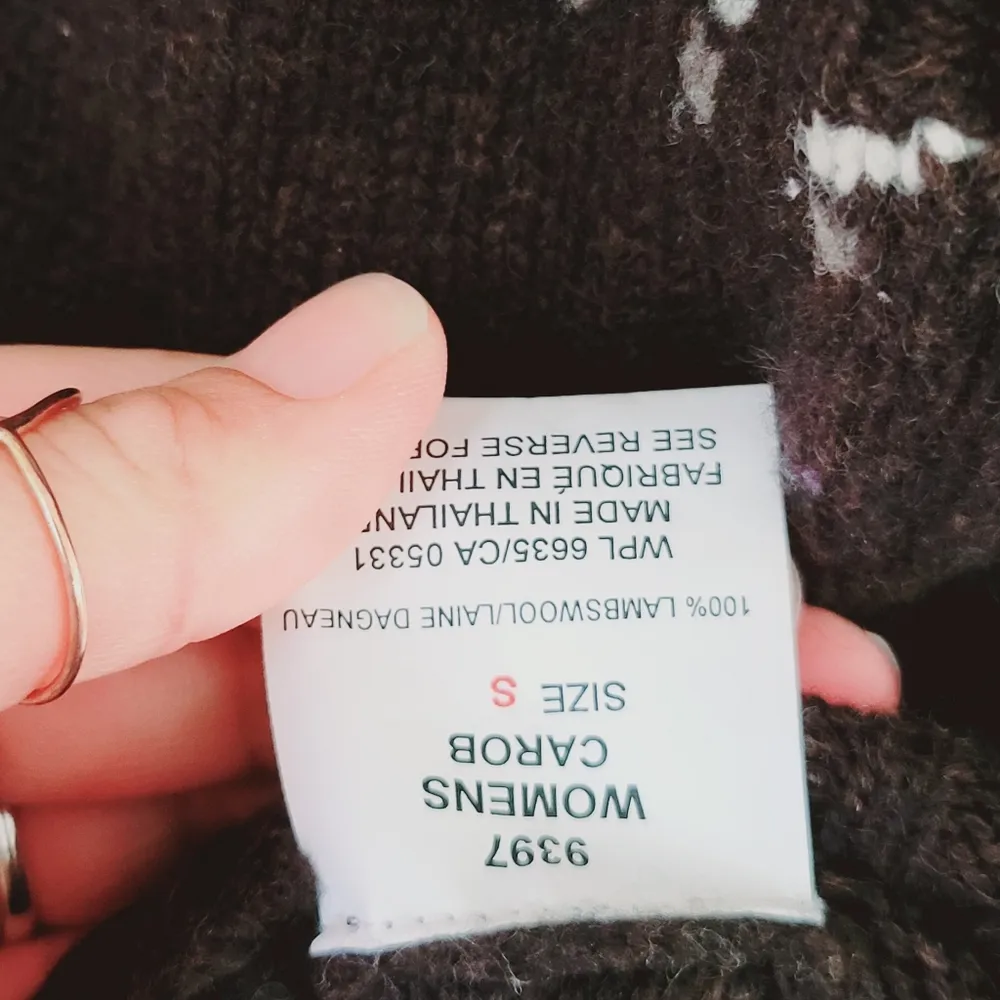 9397
WOMENS
CAROB
SIZE S
100% LAMBSWOOL/LAINE DAGNEAU
WPL 6635/CA 05331
MADE IN
FABRIQUÉ EN
SEE REVERSE